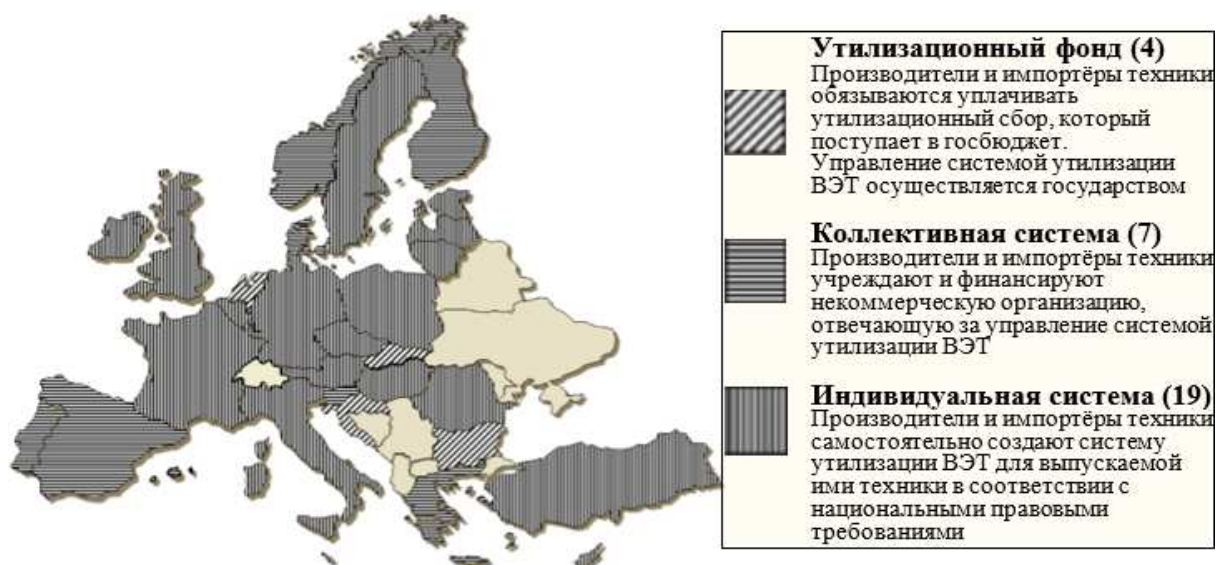 Утилизационный фонд (4)
Производители и импортёры техники
обязываются уплачивать
утилизационный сбор, который
поступает в госбюджет.
Управление системой утилизации
ВЭТ осуществляется государством
Коллективная система (7)
Производители и импортёры техники
учреждают и финансируют
некоммерческую организацию,
отвечающую за управление системой
утилизации ВЭТ
Индивидуальная система (19)
Производители и импортёры техники
самостоятельно создают систему
утилизации ВЭТ для выпускаемой
ими техники в соответствии с
национальными правовыми
требованиями